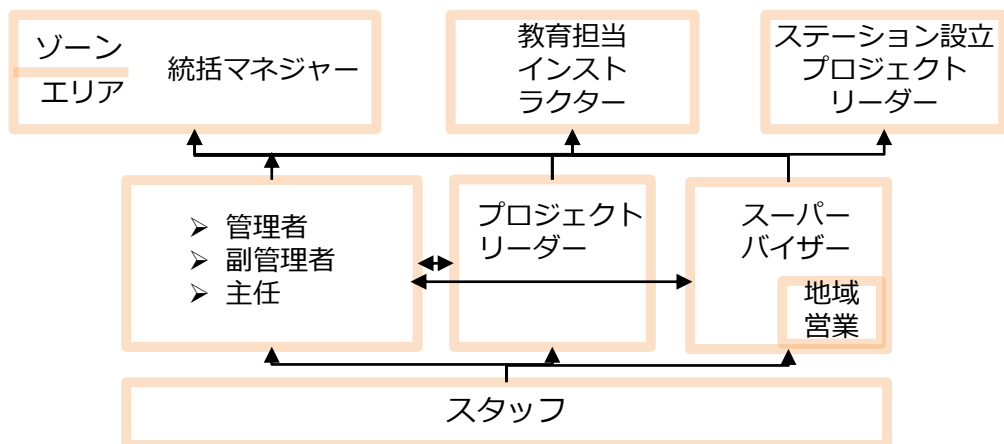 ゾーン
エリア
統括マネジャー
教育担当
インスト
ラクター
ステーション設立
プロジェクト
リーダー
➢ 管理者
➢ 副管理者
➢ 主任
プロジェクト
リーダー
スーパー
バイザー
地域
営業
スタッフ